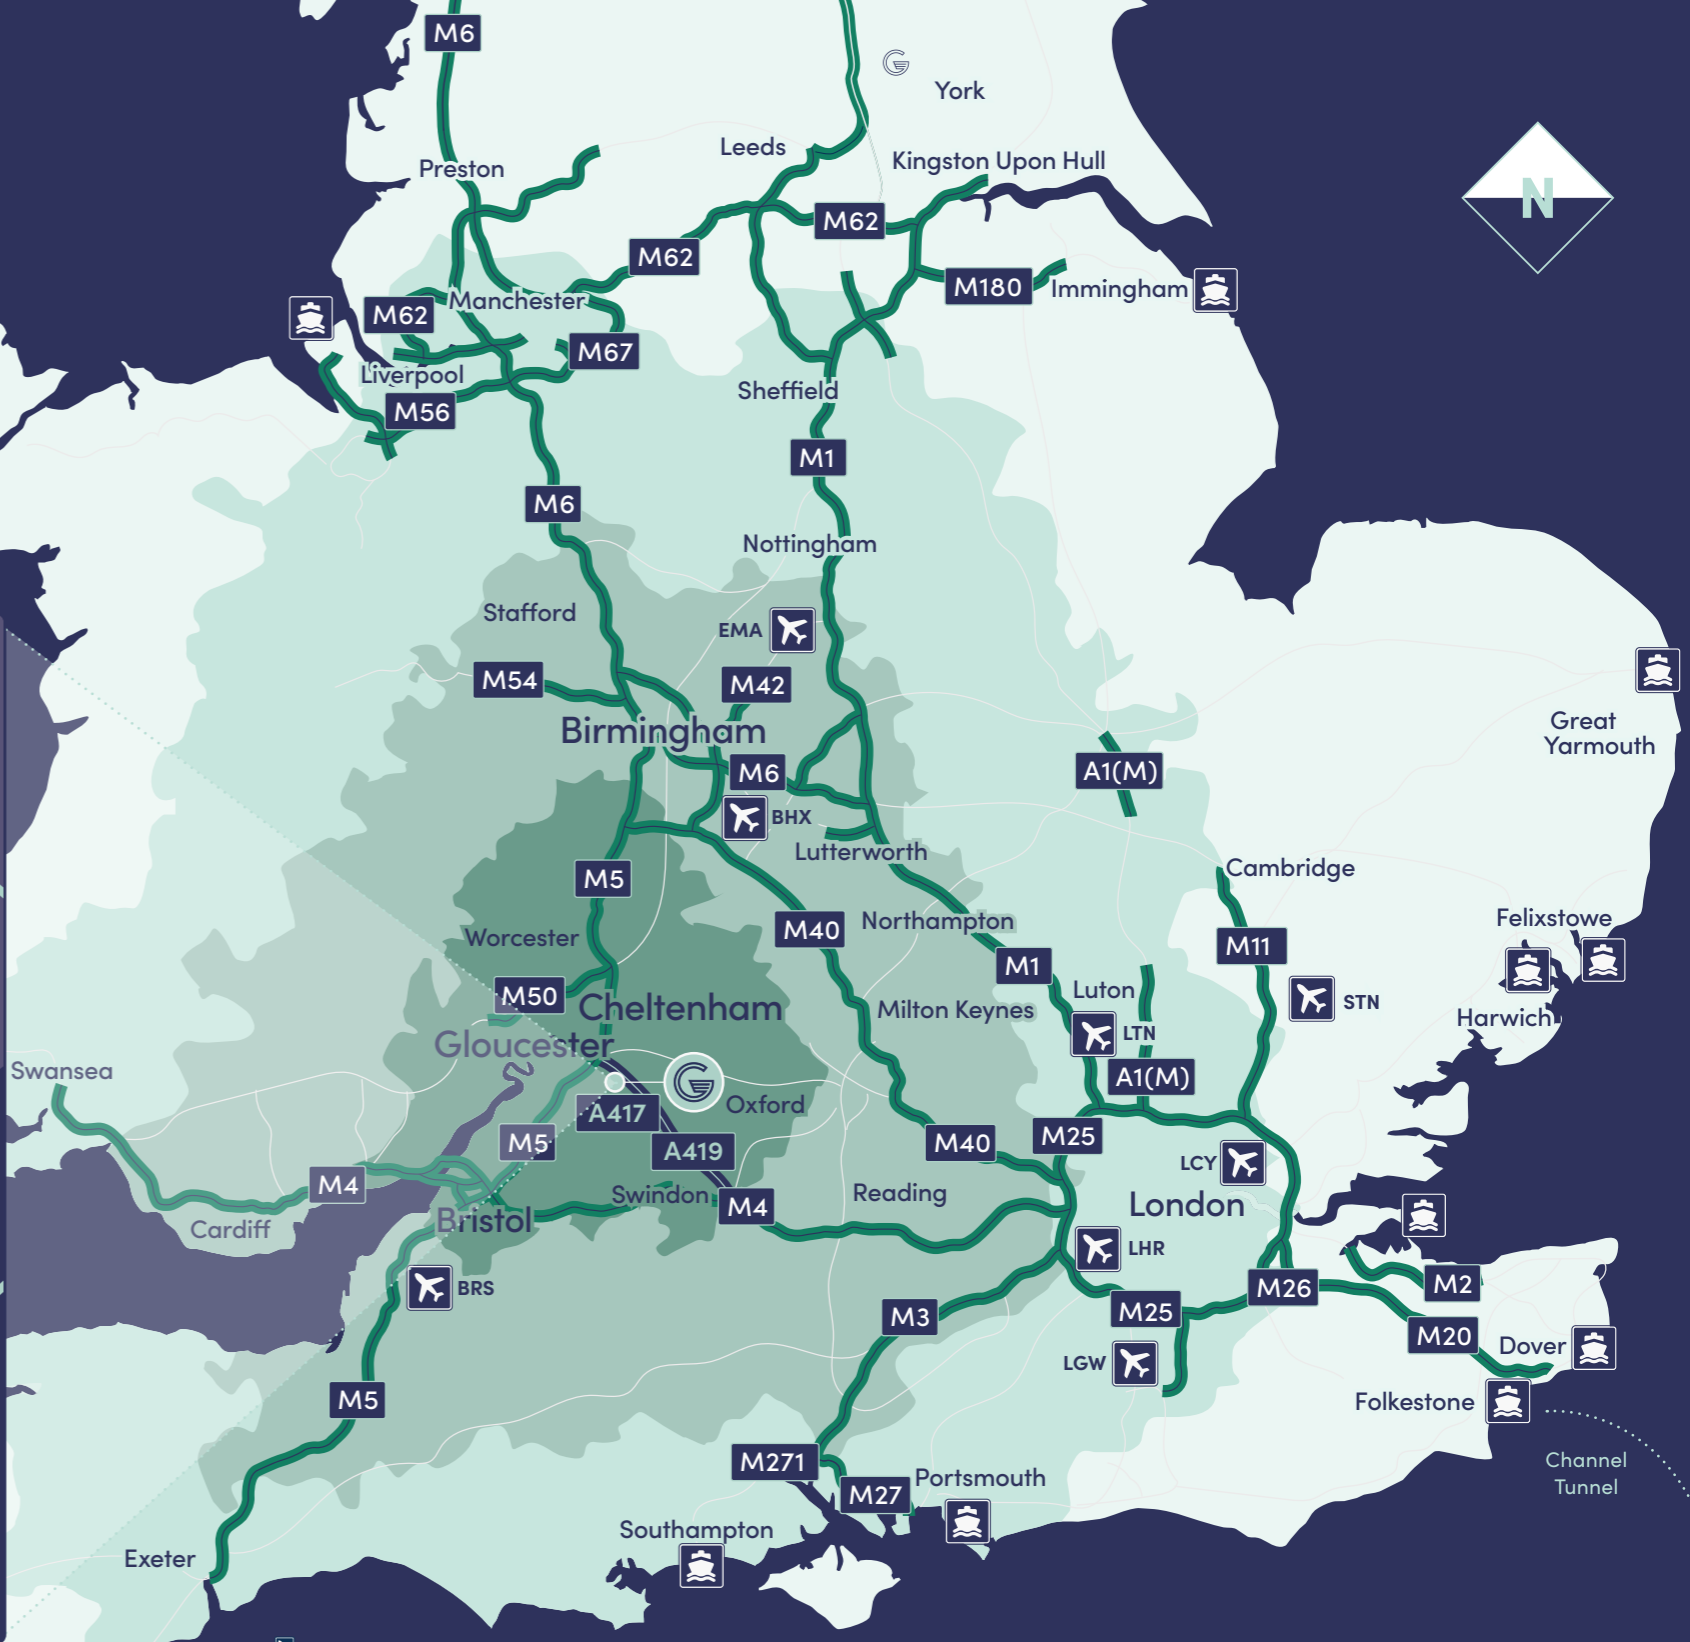 M6
York
Leeds
Kingston Upon Hull
Preston
N
M62
M62
M180
Immingham
Manchester
M62
M67
Liverpool
Sheffield
M56
M1
M6
Nottingham
Stafford
EMA
M54
M42
Great
Yarmouth
Birmingham
M6
A1(M)
BHX
Lutterworth
Cambridge
M5
Northampton
Felixstowe
Worcester
M40
M11
M1
M50
Luton
STN
Cheltenham
Milton Keynes
Harwich
LTN
Gloucester
Swansea
A1(M)
Oxford
A417
M5
M40
M25
A419
LCY
M4
Swindon
Reading
M4
London
Cardiff
Bristol
LHR
BRS
M26
M2
M3
M25
M20
Dover
LGW
M5
Folkestone
M271
Channel
Tunnel
Portsmouth
M27
Southampton
Exeter